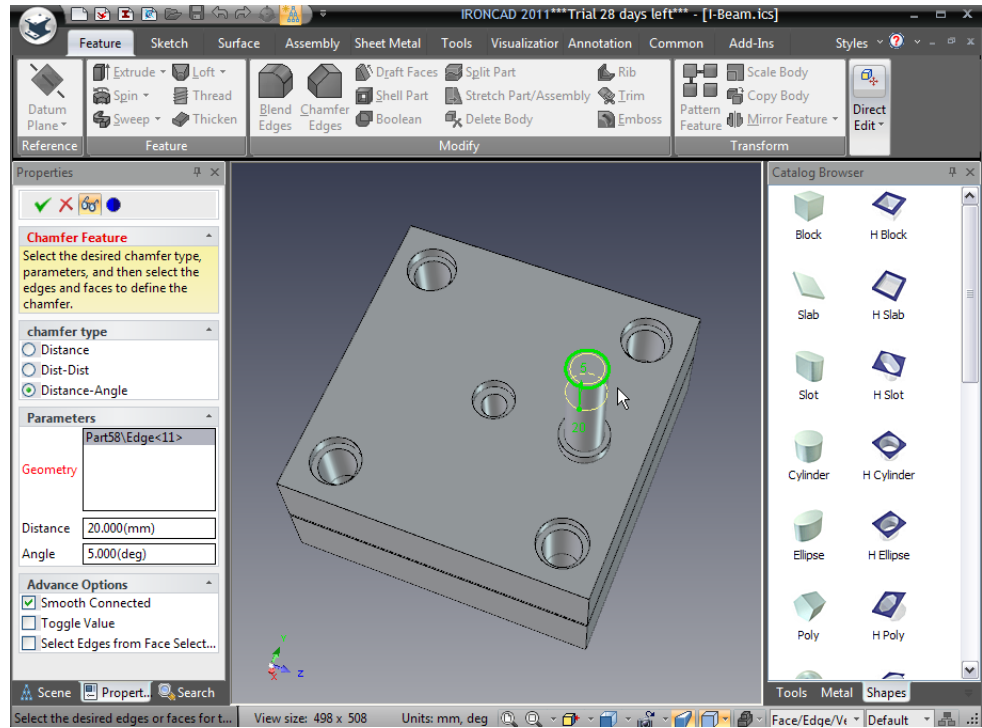 IRONCAD 2011***Trial 28 days left*** - [I-Beam.ics]
Feature Sketch Surface Assembly Sheet Metal Tools Visualization Annotation Common Add-Ins Styles
Datum Plane
Extrude Loft
Spin Thread
Sweep Thicken
Blend Edges Chamfer Edges
Draft Faces Split Part Rib
Shell Part Stretch Part/Assembly Trim
Boolean Delete Body Emboss
Pattern Feature
Scale Body
Copy Body
Mirror Feature
Direct Edit
Reference Feature Modify Transform
Properties
Chamfer Feature
Select the desired chamfer type,
parameters, and then select the
edges and faces to define the
chamfer.
chamfer type
Distance
Dist-Dist
Distance-Angle
Parameters
Part58\Edge<11>
Geometry
Distance 20.000(mm)
Angle 5.000(deg)
Advance Options
Smooth Connected
Toggle Value
Select Edges from Face Select...
Scene Propert... Search
20
z
Catalog Browser
Block H Block
Slab H Slab
Slot H Slot
Cylinder H Cylinder
Ellipse H Ellipse
Poly H Poly
Tools Metal Shapes
Select the desired edges or faces for t... View size: 498 x 508 Units: mm, deg Face/Edge/Ve Default